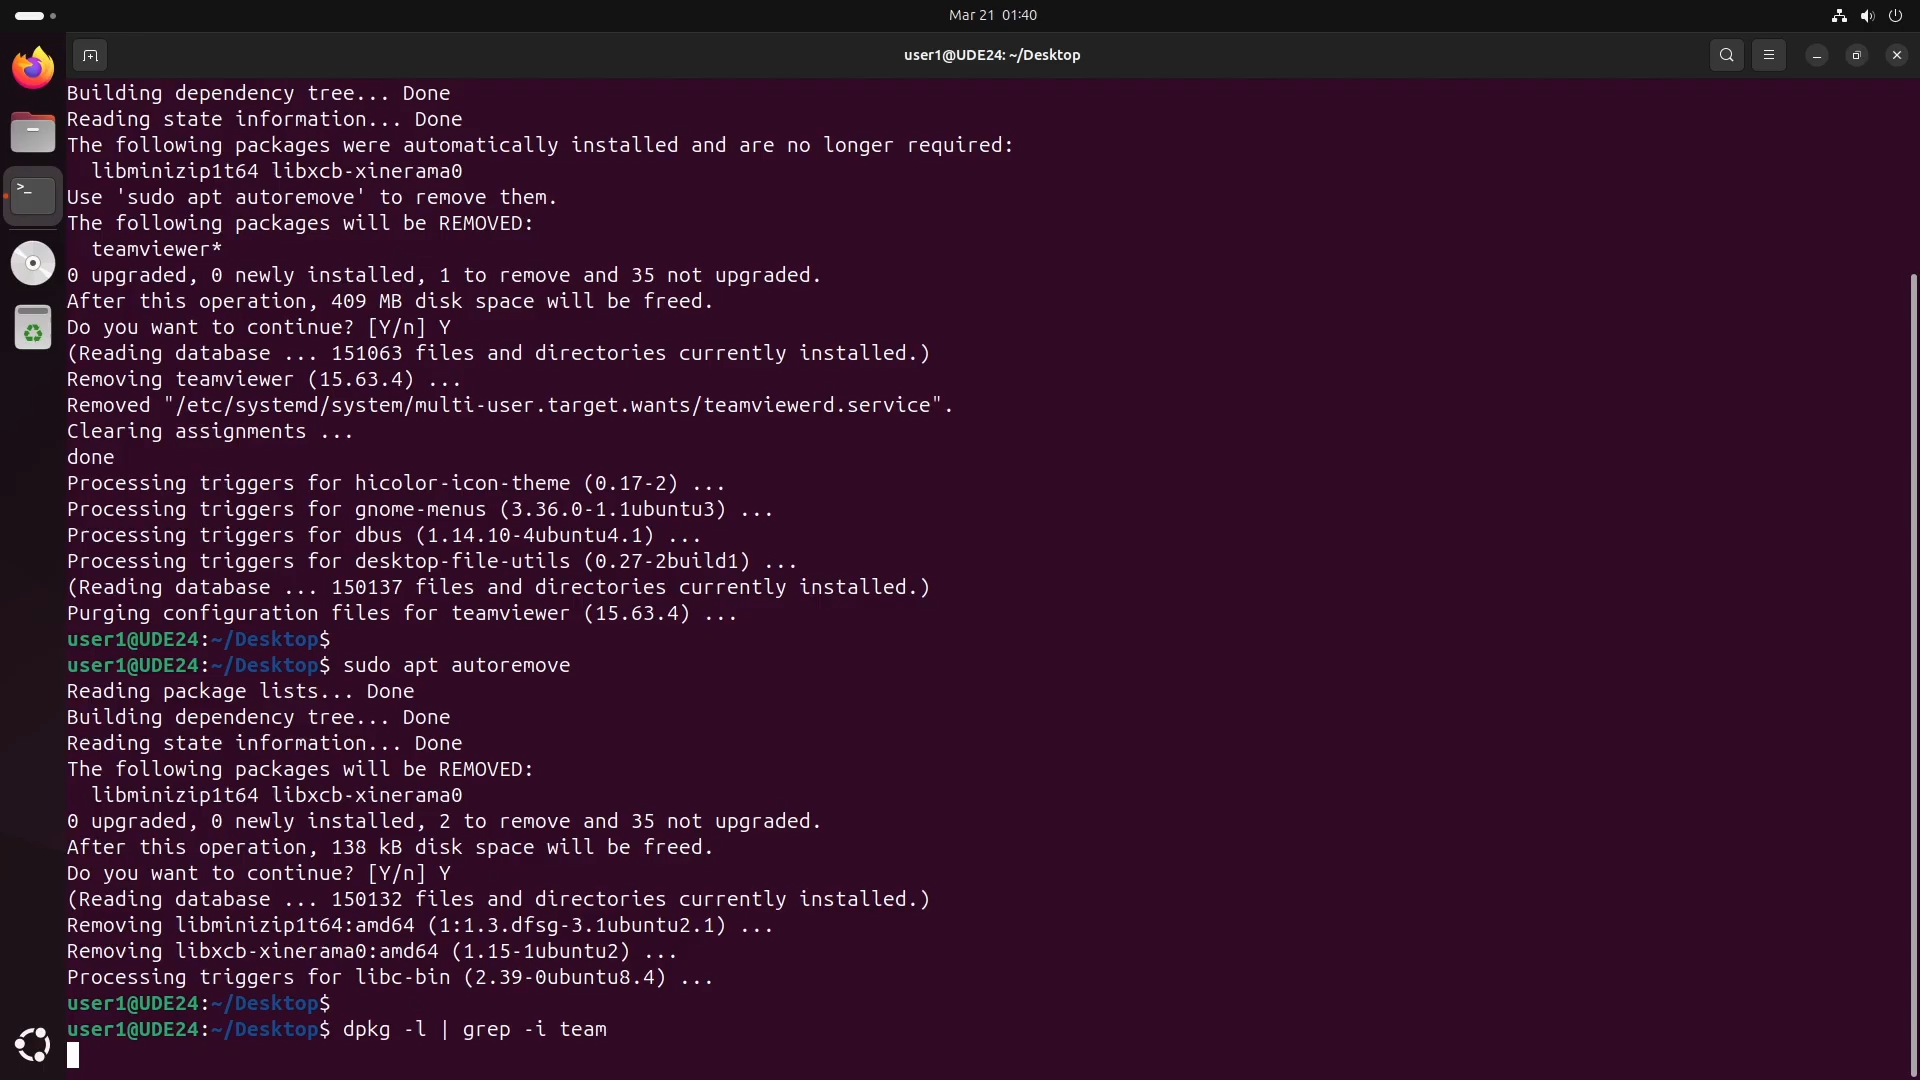 Mar 21 01:40
user1@UDE24: ~/Desktop
Building dependency tree... Done
Reading state information... Done
The following packages were automatically installed and are no longer required:
  libminizip1t64 libxcb-xinerama0
Use 'sudo apt autoremove' to remove them.
The following packages will be REMOVED:
  teamviewer*
0 upgraded, 0 newly installed, 1 to remove and 35 not upgraded.
After this operation, 409 MB disk space will be freed.
Do you want to continue? [Y/n] Y
(Reading database ... 151063 files and directories currently installed.)
Removing teamviewer (15.63.4) ...
Removed "/etc/systemd/system/multi-user.target.wants/teamviewerd.service".
Clearing assignments ...
done
Processing triggers for hicolor-icon-theme (0.17-2) ...
Processing triggers for gnome-menus (3.36.0-1.1ubuntu3) ...
Processing triggers for dbus (1.14.10-4ubuntu4.1) ...
Processing triggers for desktop-file-utils (0.27-2build1) ...
(Reading database ... 150137 files and directories currently installed.)
Purging configuration files for teamviewer (15.63.4) ...
user1@UDE24:~/Desktop$
user1@UDE24:~/Desktop$ sudo apt autoremove
Reading package lists... Done
Building dependency tree... Done
Reading state information... Done
The following packages will be REMOVED:
  libminizip1t64 libxcb-xinerama0
0 upgraded, 0 newly installed, 2 to remove and 35 not upgraded.
After this operation, 138 kB disk space will be freed.
Do you want to continue? [Y/n] Y
(Reading database ... 150132 files and directories currently installed.)
Removing libminizip1t64:amd64 (1:1.3.dfsg-3.1ubuntu2.1) ...
Removing libxcb-xinerama0:amd64 (1.15-1ubuntu2) ...
Processing triggers for libc-bin (2.39-0ubuntu8.4) ...
user1@UDE24:~/Desktop$
user1@UDE24:~/Desktop$ dpkg -l | grep -i team